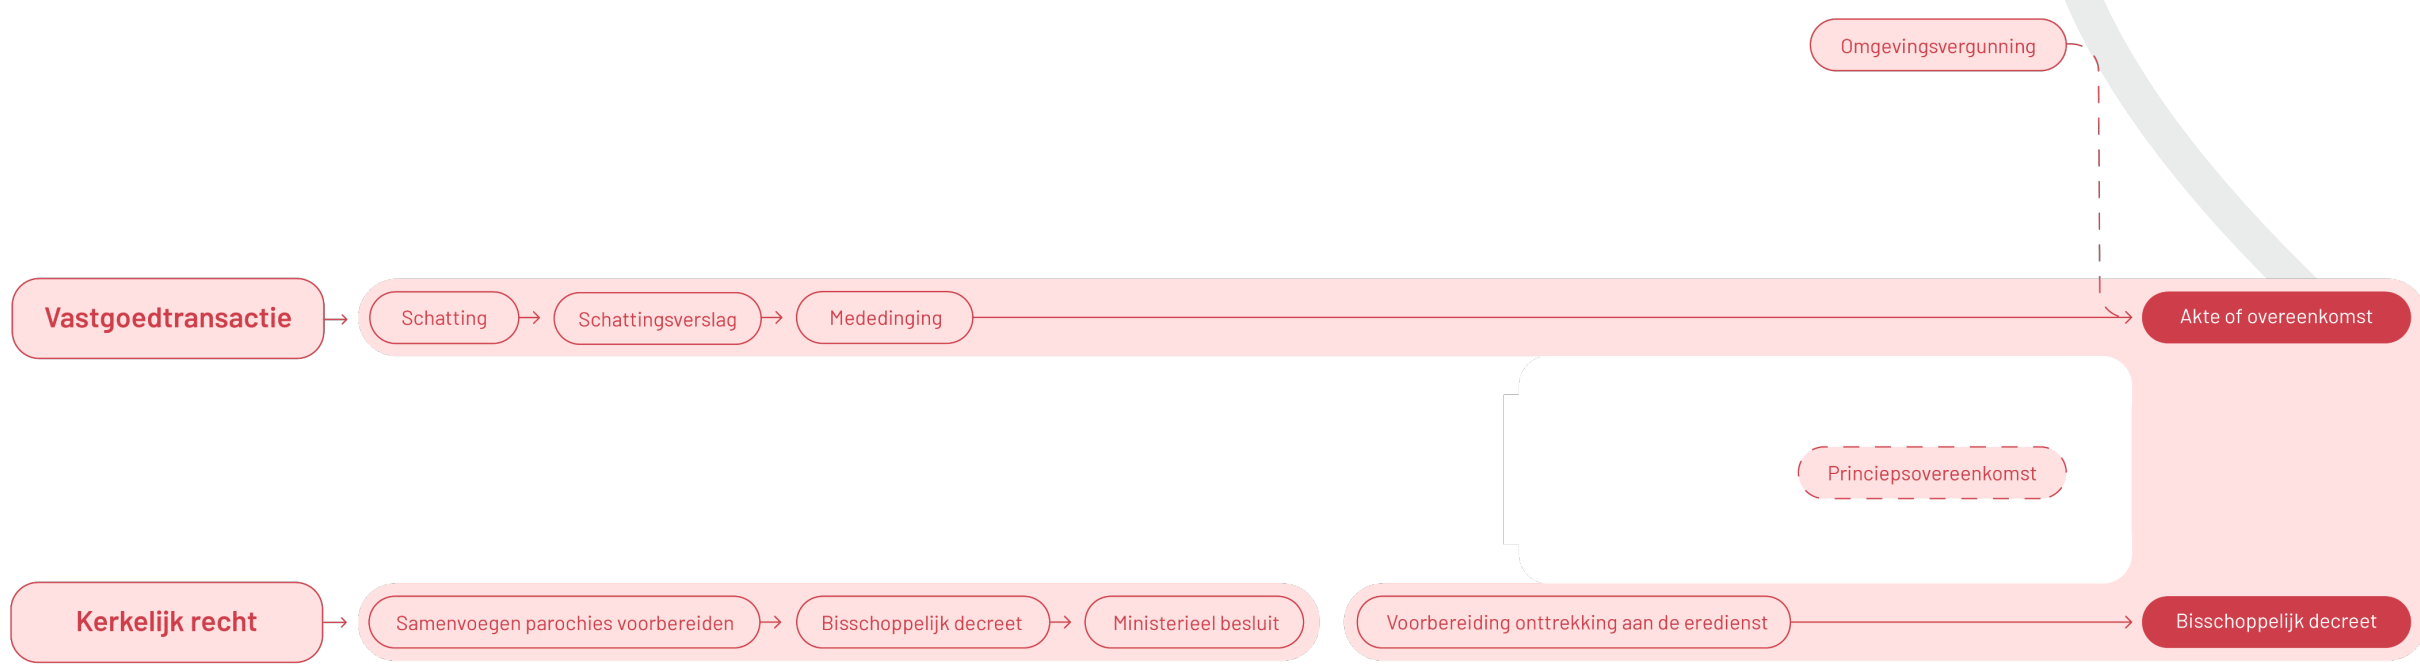 Omgevingsvergunning
Vastgoedtransactie
Schatting
Schattingsverslag
Mededinging
Akte of overeenkomst
Princiepsovereenkomst
Kerkelijk recht
Samenvoegen parochies voorbereiden
Bisschoppelijk decreet
Ministerieel besluit
Voorbereiding onttrekking aan de eredienst
Bisschoppelijk decreet